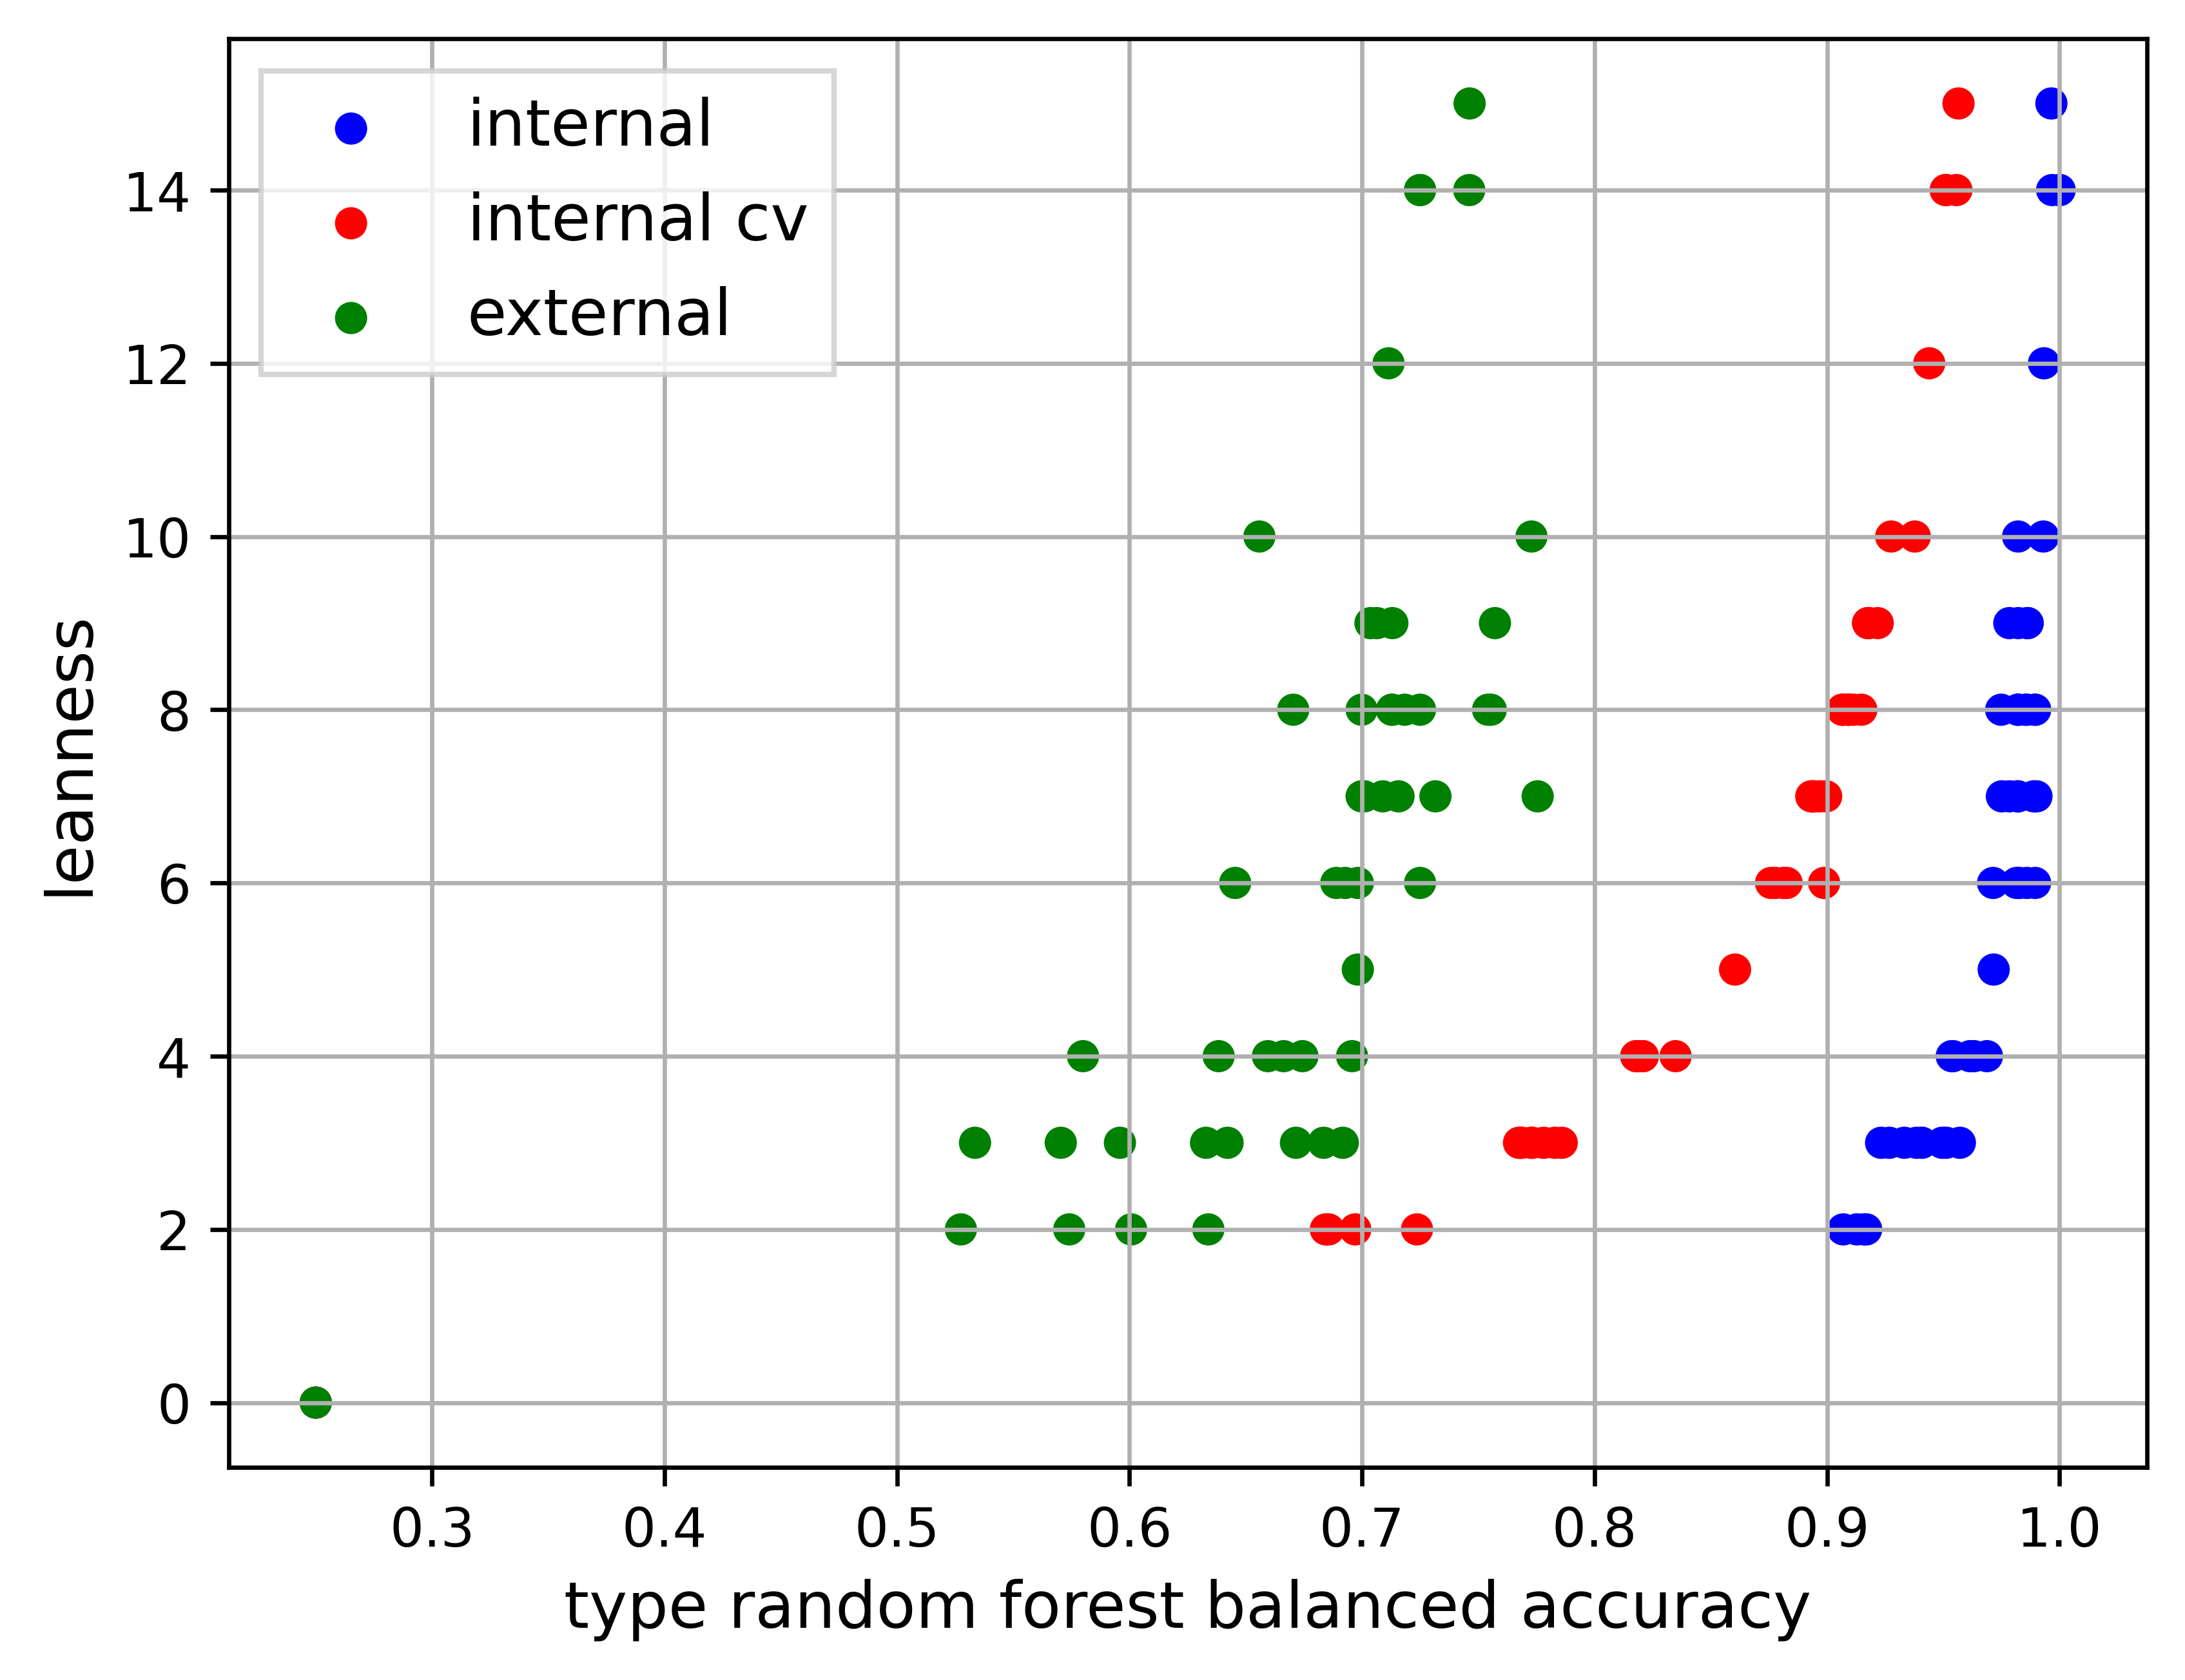 internal
internal cv
external
14
12
10
8
6
4
2
0
leanness
0.3 0.4 0.5 0.6 0.7 0.8 0.9 1.0
type random forest balanced accuracy